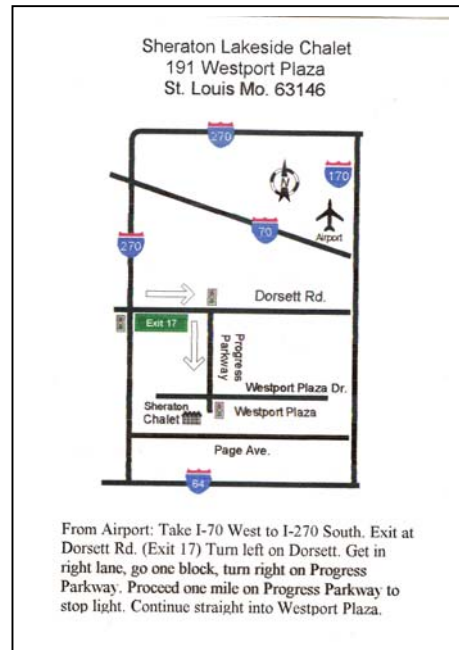 Sheraton Lakeside Chalet
191 Westport Plaza
St. Louis Mo. 63146
270
170
N
70
Airport
270
Dorsett Rd.
Exit 17
Progress
Parkway
Westport Plaza Dr.
Sheraton
Chalet
Westport Plaza
Page Ave.
64
From Airport: Take I-70 West to I-270 South. Exit at
Dorsett Rd. (Exit 17) Turn left on Dorsett. Get in
right lane, go one block, turn right on Progress
Parkway. Proceed one mile on Progress Parkway to
stop light. Continue straight into Westport Plaza.